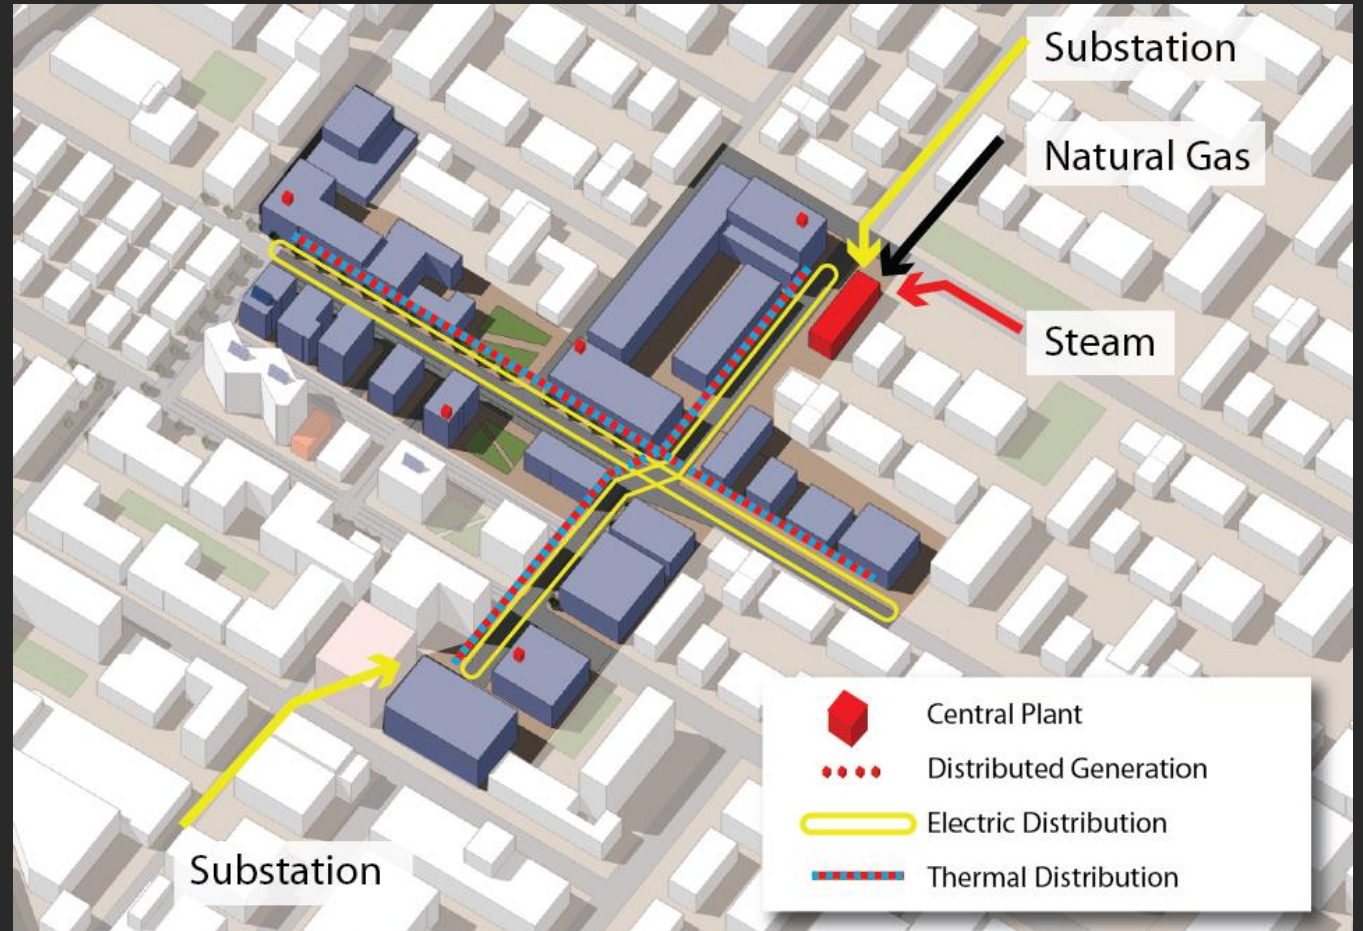 Substation
Natural Gas
Steam
Substation
Central Plant
Distributed Generation
Electric Distribution
Thermal Distribution